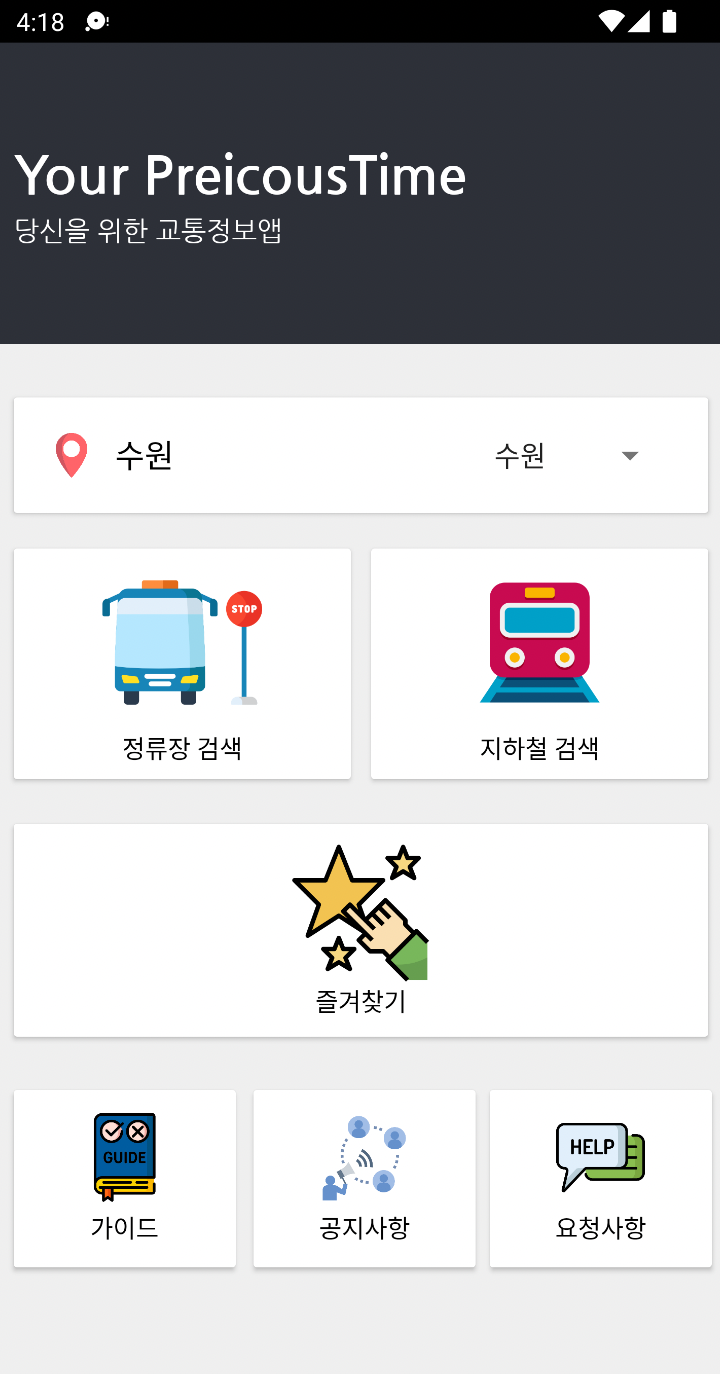 4:18
Your PreicousTime
당신을 위한 교통정보앱
수원 수원
STOP
정류장 검색 지하철 검색
즐겨찾기
GUIDE HELP
가이드 공지사항 요청사항